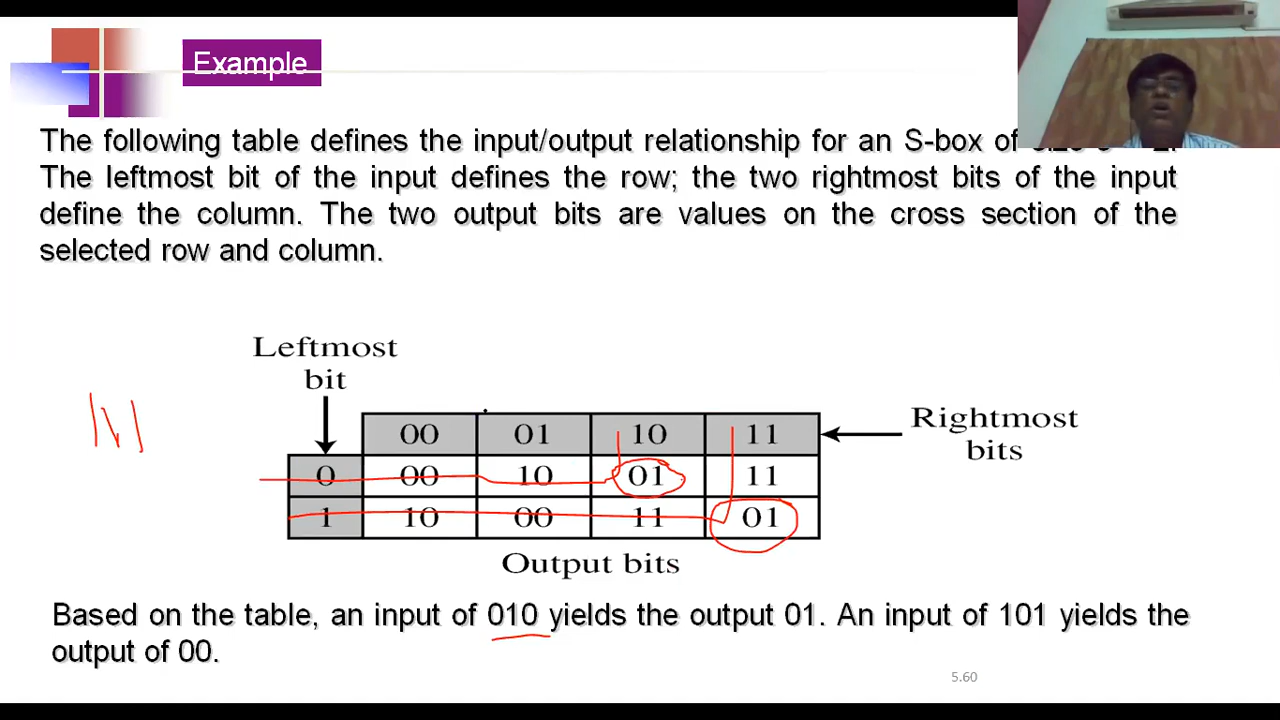 Example
The following table defines the input/output relationship for an S-box of
The leftmost bit of the input defines the row; the two rightmost bits of the input
define the column. The two output bits are values on the cross section of the
selected row and column.
Leftmost
bit
00 01 10 11
Rightmost
bits
0 00 10 01 11
1 10 00 11 01
Output bits
Based on the table, an input of 010 yields the output 01. An input of 101 yields the
output of 00.
5.60